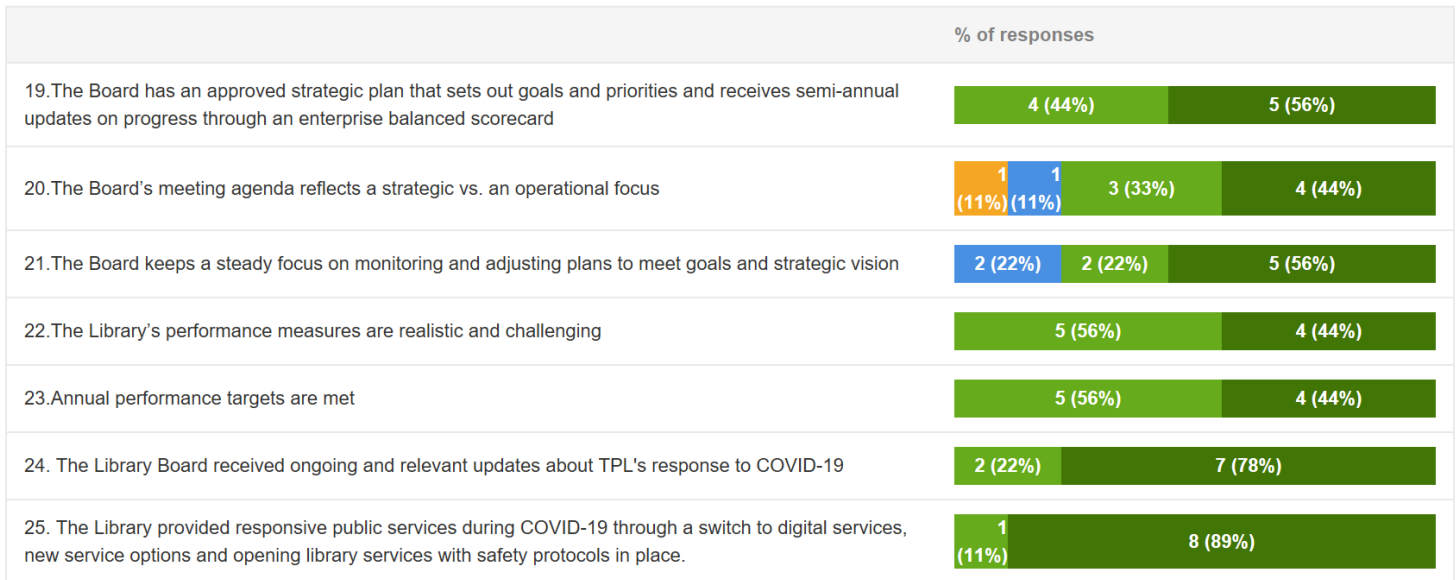 % of responses
19.The Board has an approved strategic plan that sets out goals and priorities and receives semi-annual
updates on progress through an enterprise balanced scorecard
4 (44%) 5 (56%)
20.The Board’s meeting agenda reflects a strategic vs. an operational focus
1 (11%) 1 (11%) 3 (33%) 4 (44%)
21.The Board keeps a steady focus on monitoring and adjusting plans to meet goals and strategic vision
2 (22%) 2 (22%) 5 (56%)
22.The Library’s performance measures are realistic and challenging
5 (56%) 4 (44%)
23.Annual performance targets are met
5 (56%) 4 (44%)
24. The Library Board received ongoing and relevant updates about TPL's response to COVID-19
2 (22%) 7 (78%)
25. The Library provided responsive public services during COVID-19 through a switch to digital services,
new service options and opening library services with safety protocols in place.
1 (11%) 8 (89%)